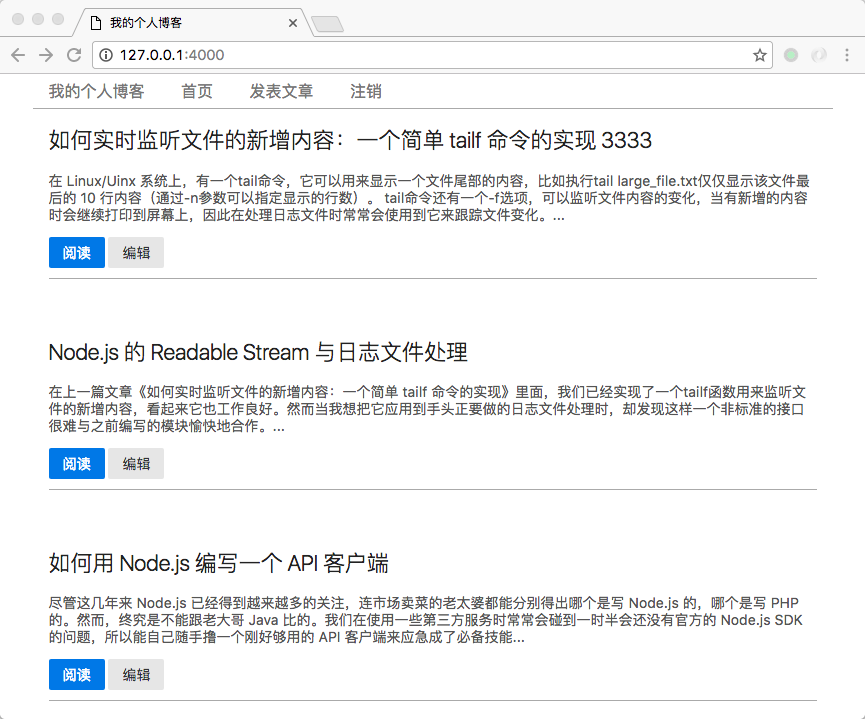 我的个人博客
127.0.0.1:4000
我的个人博客 首页 发表文章 注销
如何实时监听文件的新增内容：一个简单 tailf 命令的实现 3333
在 Linux/Uinx 系统上，有一个tail命令，它可以用来显示一个文件尾部的内容，比如执行tail large_file.txt仅仅显示该文件最
后的 10 行内容（通过-n参数可以指定显示的行数）。 tail命令还有一个-f选项，可以监听文件内容的变化，当有新增的内容
时会继续打印到屏幕上，因此在处理日志文件时常常会使用到它来跟踪文件变化。...
阅读 编辑
Node.js 的 Readable Stream 与日志文件处理
在上一篇文章《如何实时监听文件的新增内容：一个简单 tailf 命令的实现》里面，我们已经实现了一个tailf函数用来监听文
件的新增内容，看起来它也工作良好。然而当我想把它应用到手头正要做的日志文件处理时，却发现这样一个非标准的接口
很难与之前编写的模块愉快地合作。...
阅读 编辑
如何用 Node.js 编写一个 API 客户端
尽管这几年来 Node.js 已经得到越来越多的关注，连市场卖菜的老太婆都能分别得出哪个是写 Node.js 的，哪个是写 PHP
的。然而，终究是不能跟老大哥 Java 比的。我们在使用一些第三方服务时常常会碰到一时半会还没有官方的 Node.js SDK
的问题，所以能自己随手撸一个刚好够用的 API 客户端来应急成了必备技能...
阅读 编辑